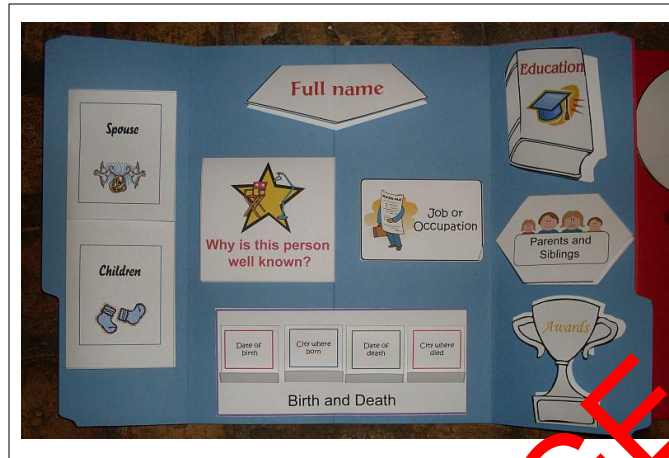 Full name
Education
Spouse
Why is this person
well known?
Job or
Occupation
Parents and
Siblings
Children
Awards
Date of
birth
City where
born
Date of
death
City where
died
Birth and Death